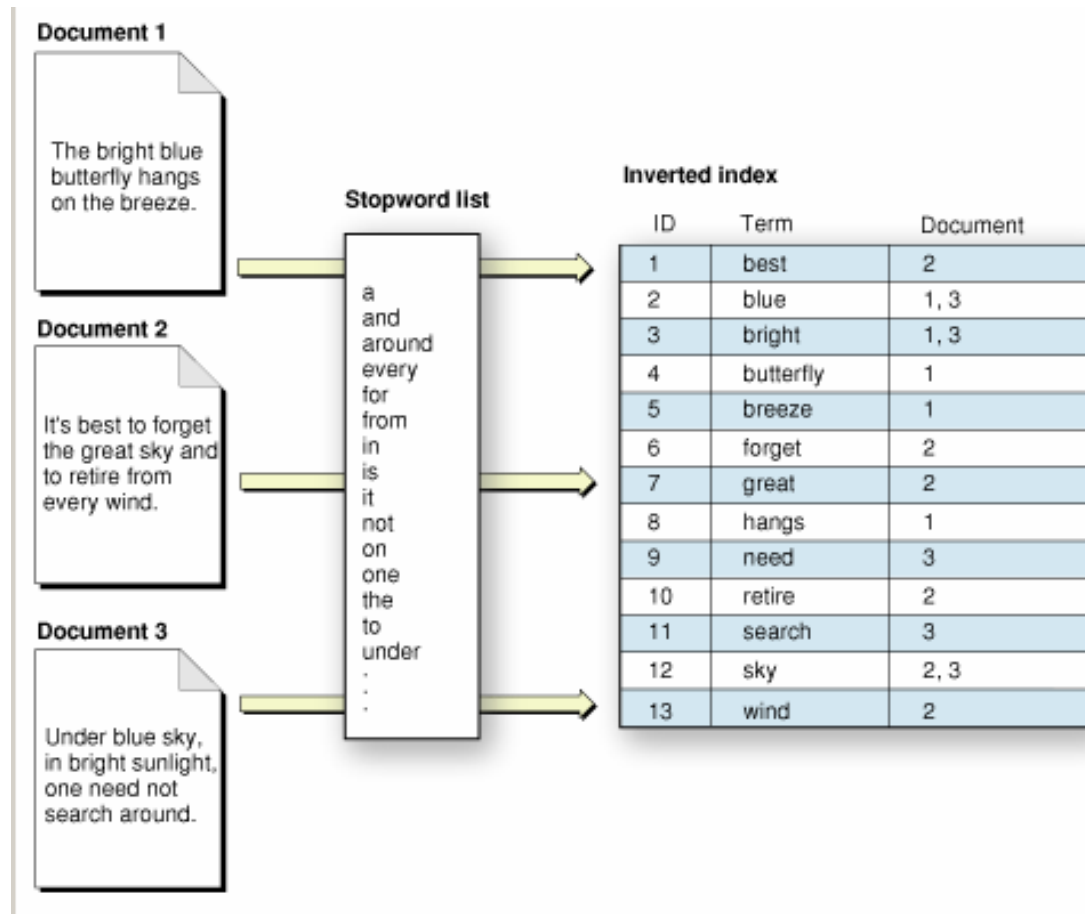 Document 1
The bright blue
butterfly hangs
on the breeze.
Document 2
It's best to forget
the great sky and
to retire from
every wind.
Document 3
Under blue sky,
in bright sunlight,
one need not
search around.
Stopword list
a
and
around
every
for
from
in
is
it
not
on
one
the
to
under
:
.
Inverted index
ID Term Document
1 best 2
2 blue 1, 3
3 bright 1, 3
4 butterfly 1
5 breeze 1
6 forget 2
7 great 2
8 hangs 1
9 need 3
10 retire 2
11 search 3
12 sky 2, 3
13 wind 2